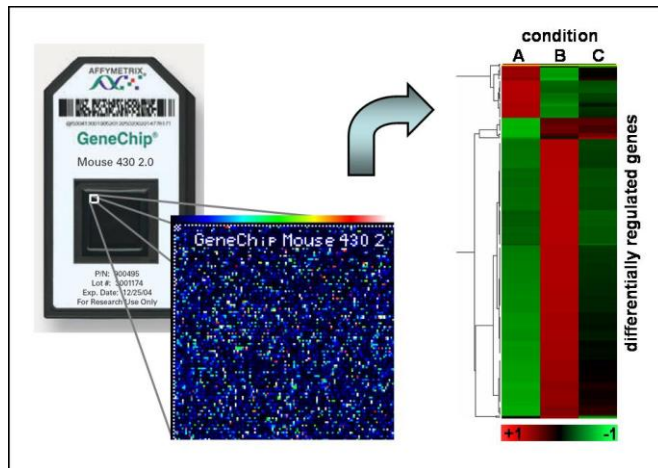 AFFYMETRIX
GeneChip®
Mouse 430 2.0
P/N: 900495
Lot #: 3001174
Exp. Date: 12/25/04
For Research Use Only
GeneChip Mouse 430 2
condition
A B C
differentially regulated genes
+1 -1